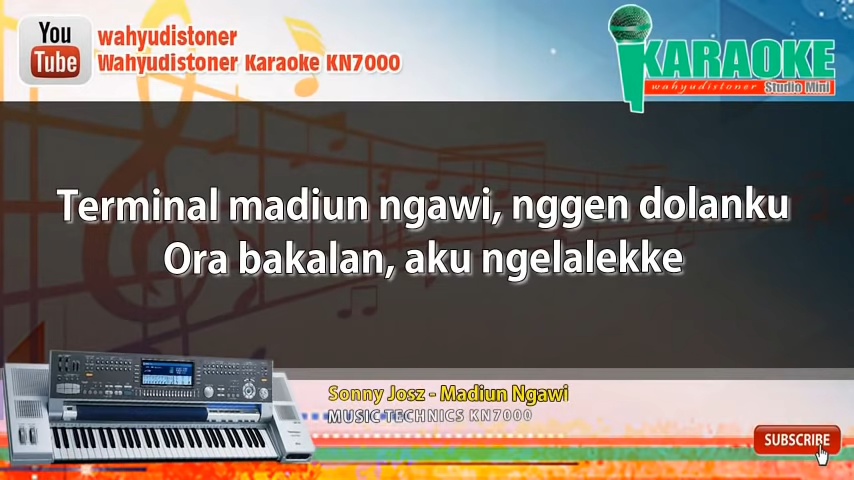 You
Tube
wahyudistoner
Wahyudistoner Karaoke KN7000
KARAOKE
wahyudistoner Studio Mini
Terminal madiun ngawi, nggen dolanku
Ora bakalan, aku ngelalekke
Sonny Josz - Madiun Ngawi
MUSIC TECHNICS KN7000
SUBSCRIBE